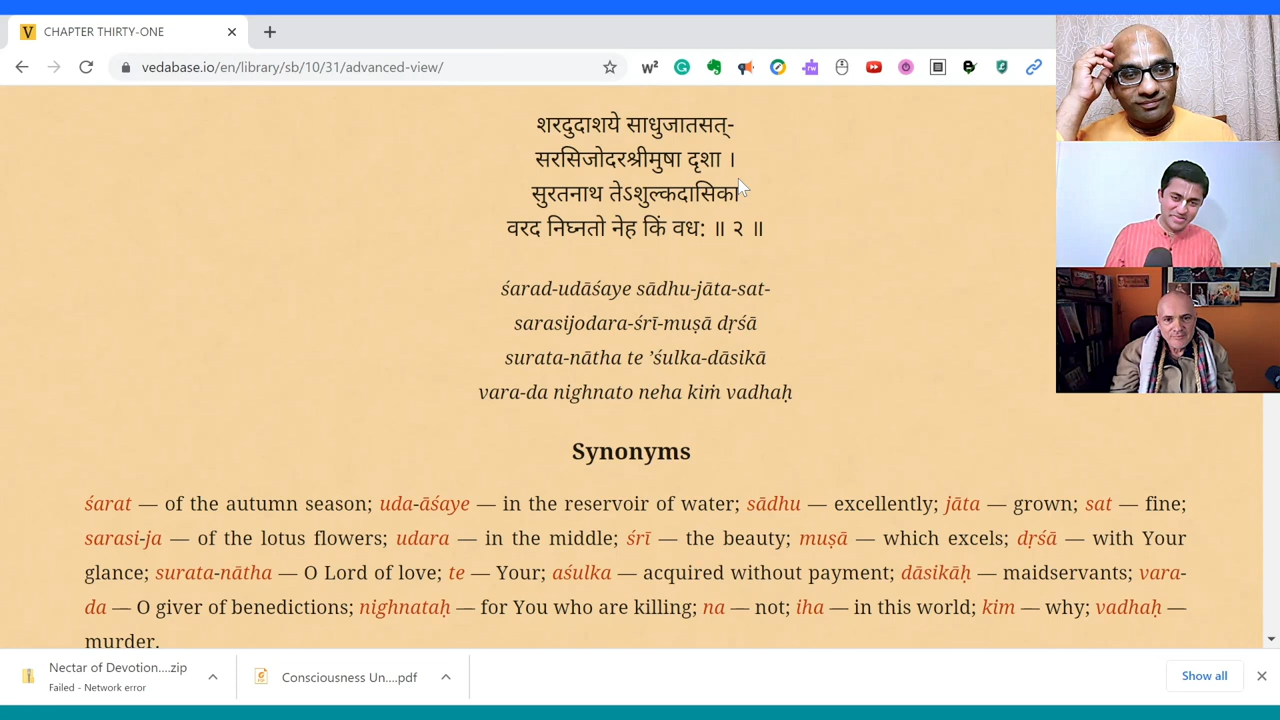 CHAPTER THIRTY-ONE
vedabase.io/en/library/sb/10/31/advanced-view/
शरदुदाशये साधुजातसत्-
सरसिजोदरश्रीमुषा दृशा ।
सुरतनाथ तेऽशुल्कदासिका
वरद निघ्नतो नेह किं वध: ॥ २ ॥
śarad-udāśaye sādhu-jāta-sat-
sarasijodara-śrī-muṣā dṛśā
surata-nātha te ’śulka-dāsikā
vara-da nighnato neha kiṁ vadhaḥ
Synonyms
śarat — of the autumn season; uda-āśaye — in the reservoir of water; sādhu — excellently; jāta — grown; sat — fine;
sarasi-ja — of the lotus flowers; udara — in the middle; śrī — the beauty; muṣā — which excels; dṛśā — with Your
glance; surata-nātha — O Lord of love; te — Your; aśulka — acquired without payment; dāsikāḥ — maidservants; vara-
da — O giver of benedictions; nighnataḥ — for You who are killing; na — not; iha — in this world; kim — why; vadhaḥ —
murder.
Nectar of Devotion....zip
Failed - Network error
Consciousness Un....pdf
Show all